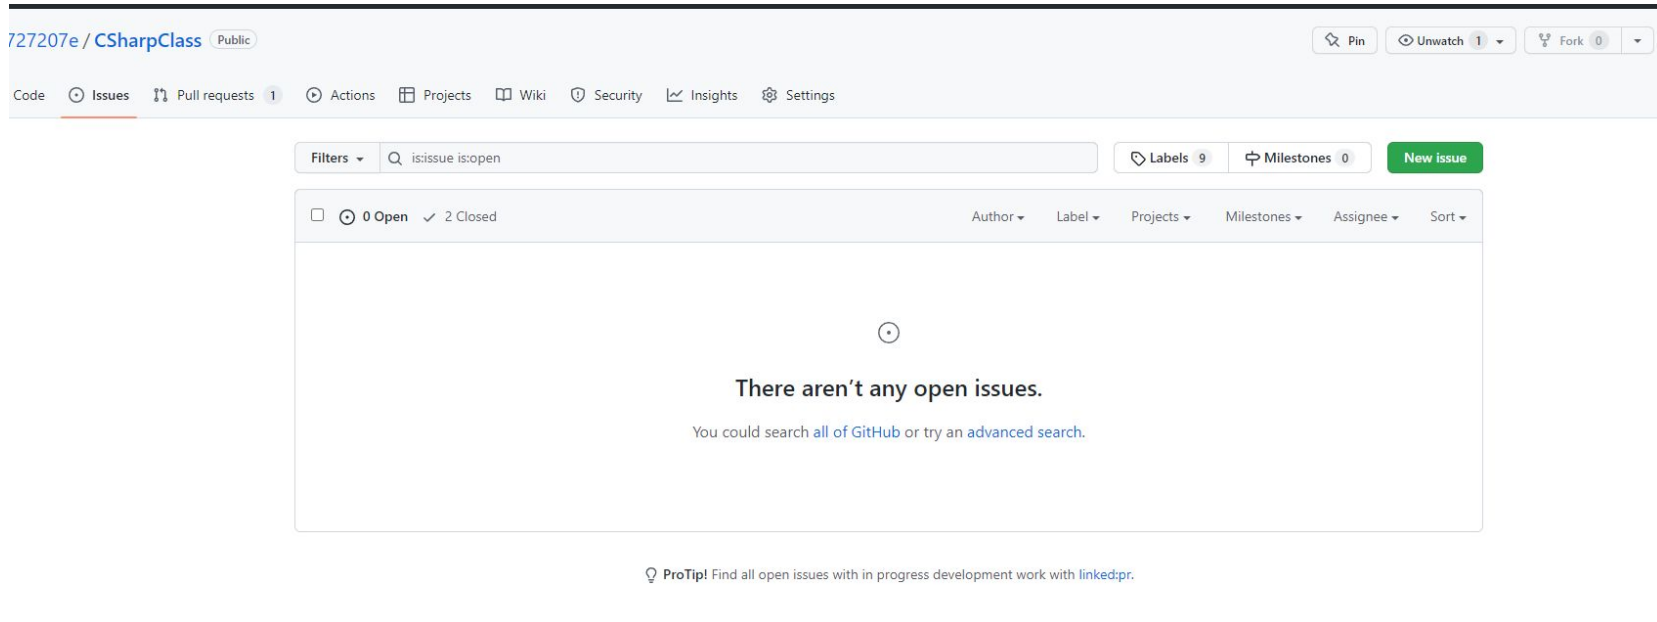 727207e / CSharpClass Public Pin Unwatch 1 Fork 0
Code Issues Pull requests 1 Actions Projects Wiki Security Insights Settings
Filters is:issue is:open Labels 9 Milestones 0 New issue
0 Open 2 Closed Author Label Projects Milestones Assignee Sort
There aren’t any open issues.
You could search all of GitHub or try an advanced search.
ProTip! Find all open issues with in progress development work with linked:pr.